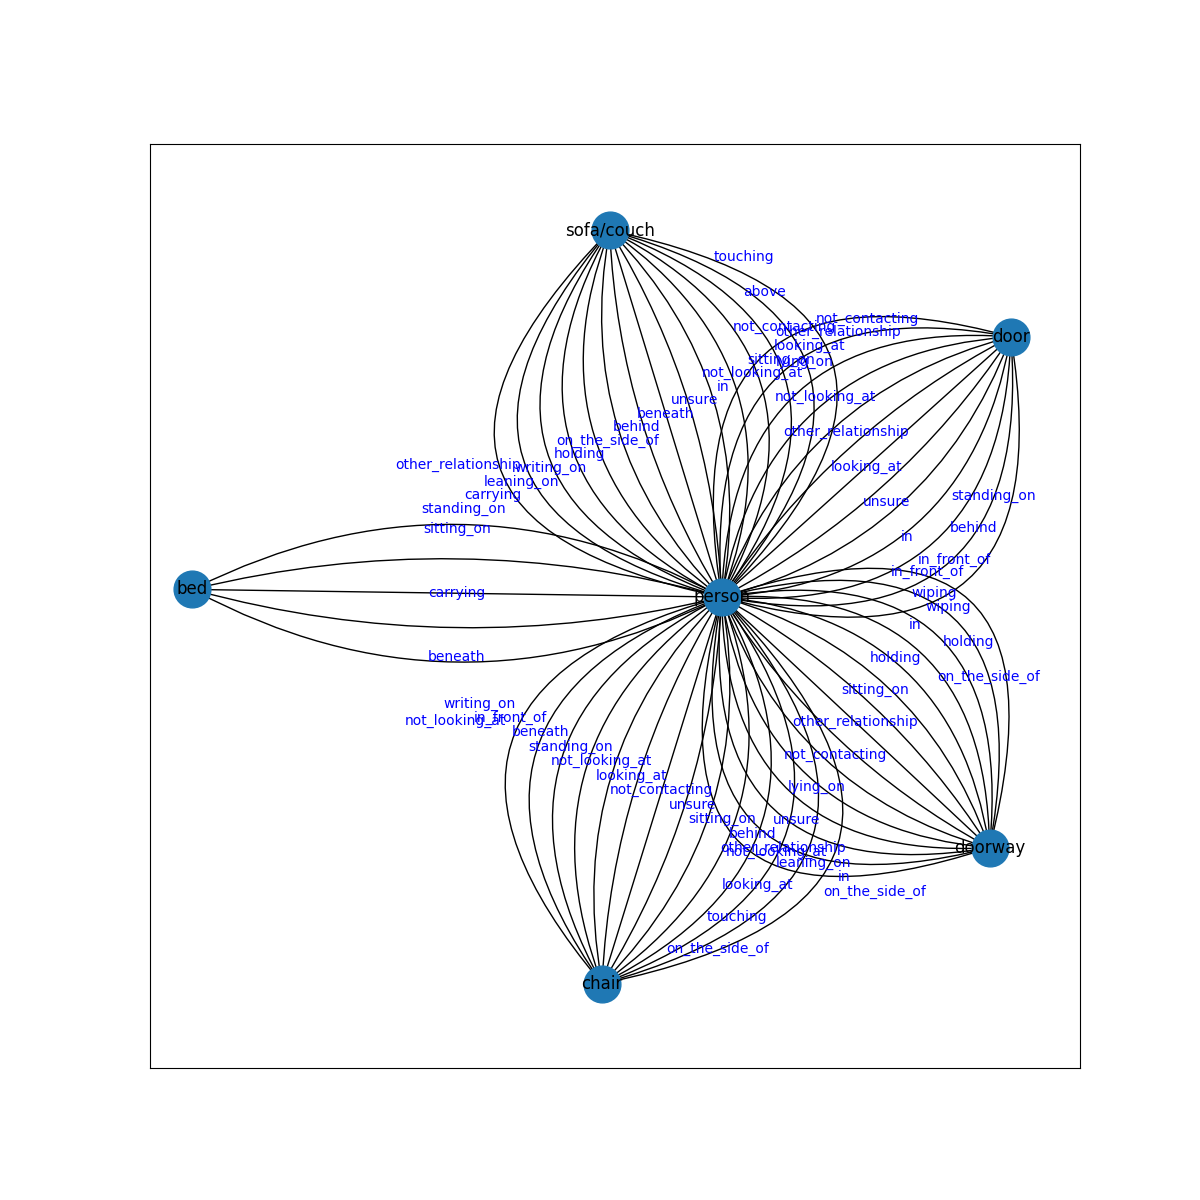 sofa/couch
touching
above
not_contacting
not_contacting
other_relationship
door
looking_at
sitting_on
lying_on
not_looking_at
in
not_looking_at
unsure
beneath
behind
other_relationship
on_the_side_of
holding
other_relationship
writing_on
looking_at
leaning_on
carrying
standing_on
unsure
standing_on
sitting_on
behind
in
in_front_of
in_front_of
bed
carrying
person
wiping
wiping
in
holding
beneath
holding
on_the_side_of
sitting_on
writing_on
in_front_of
not_looking_at
other_relationship
beneath
standing_on
not_contacting
not_looking_at
looking_at
lying_on
not_contacting
unsure
sitting_on
unsure
behind
other_relationship
not_looking_at
doorway
leaning_on
in
looking_at
on_the_side_of
touching
on_the_side_of
chair